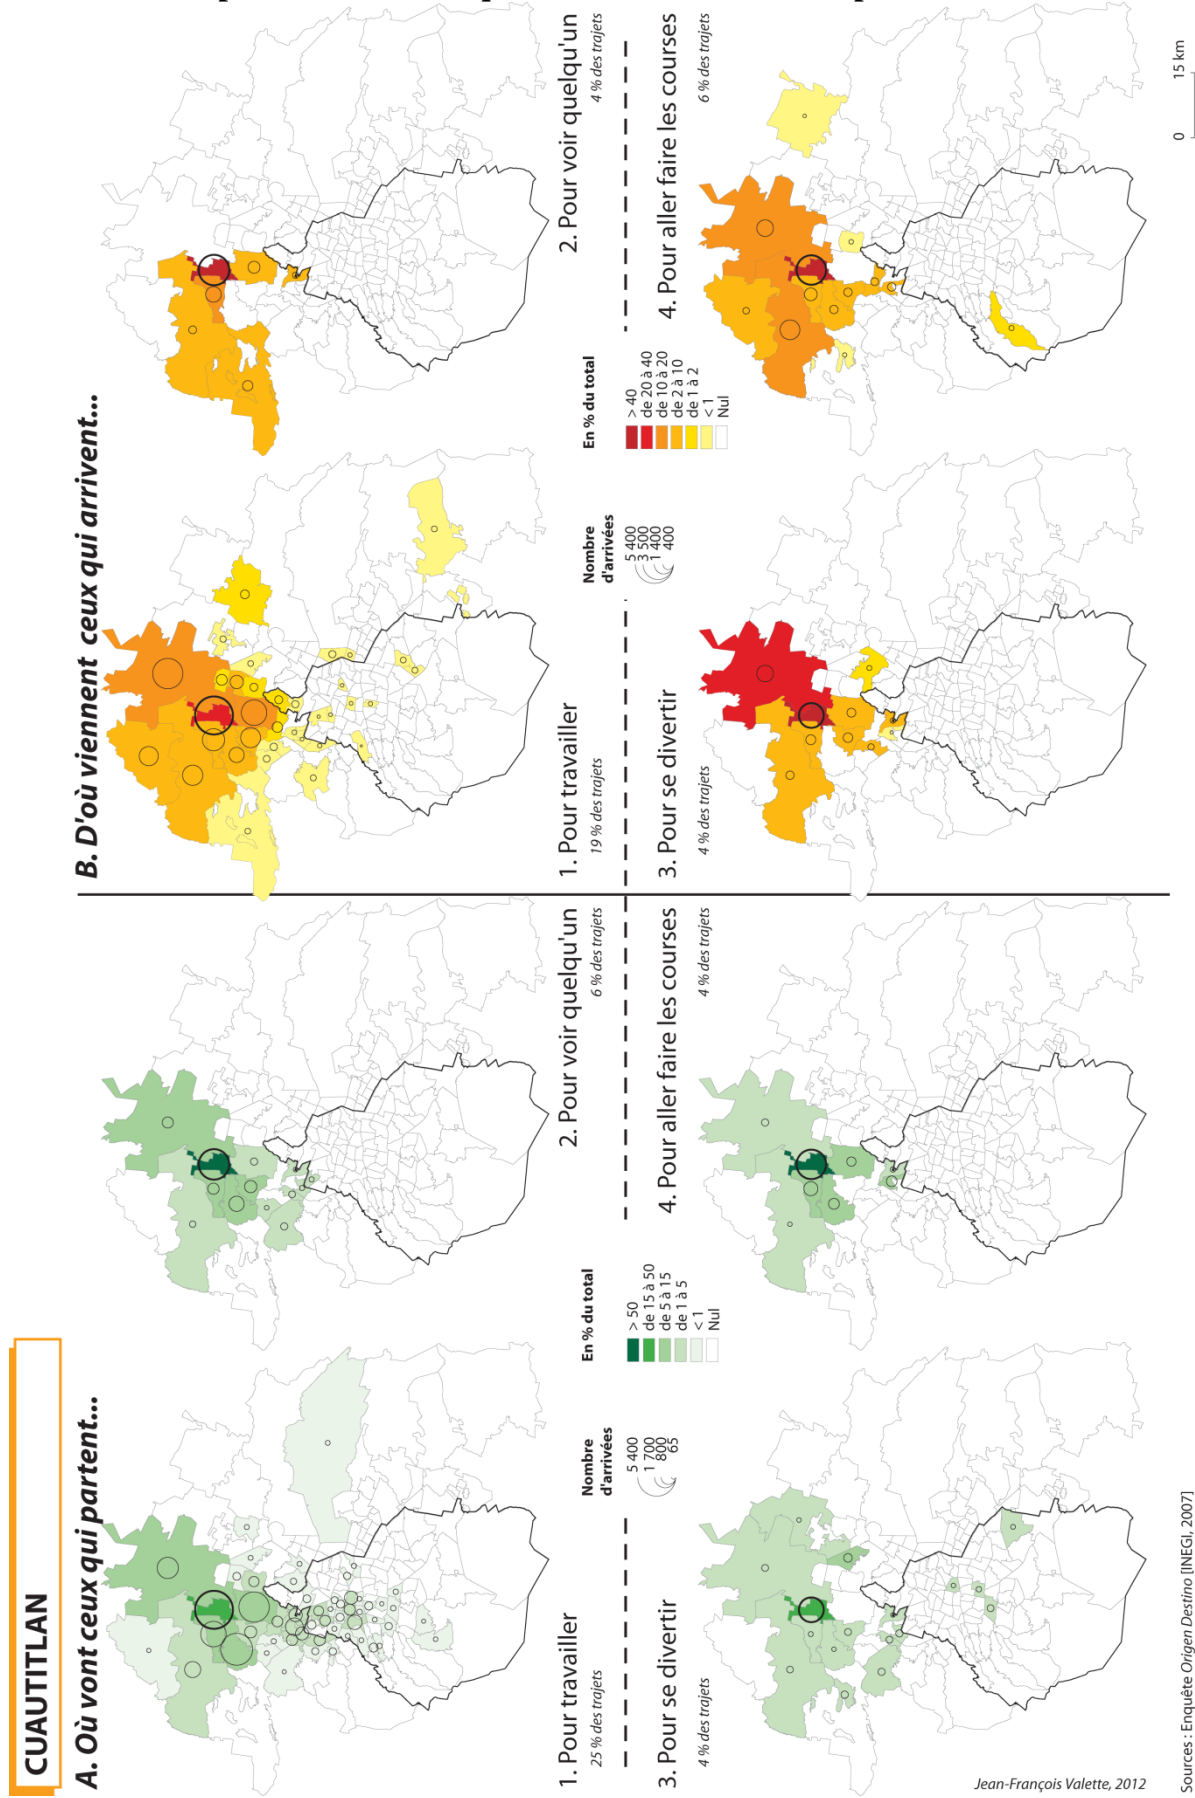 CUAUTITLAN
A. Où vont ceux qui partent...
1. Pour travailler
25 % des trajets
2. Pour voir quelqu'un
6 % des trajets
Nombre
d'arrivées
5 400
1 700
800
65
En % du total
> 50
de 15 à 50
de 5 à 15
de 1 à 5
< 1
Nul
3. Pour se divertir
4 % des trajets
4. Pour aller faire les courses
4 % des trajets
B. D'où viennent ceux qui arrivent...
1. Pour travailler
19 % des trajets
2. Pour voir quelqu'un
4 % des trajets
Nombre
d'arrivées
5 400
3 500
1 400
400
En % du total
> 40
de 20 à 40
de 10 à 20
de 2 à 10
de 1 à 2
< 1
Nul
3. Pour se divertir
4 % des trajets
4. Pour aller faire les courses
6 % des trajets
Jean-François Valette, 2012
0 15 km
Sources : Enquête Origen Destino [INEGI, 2007]